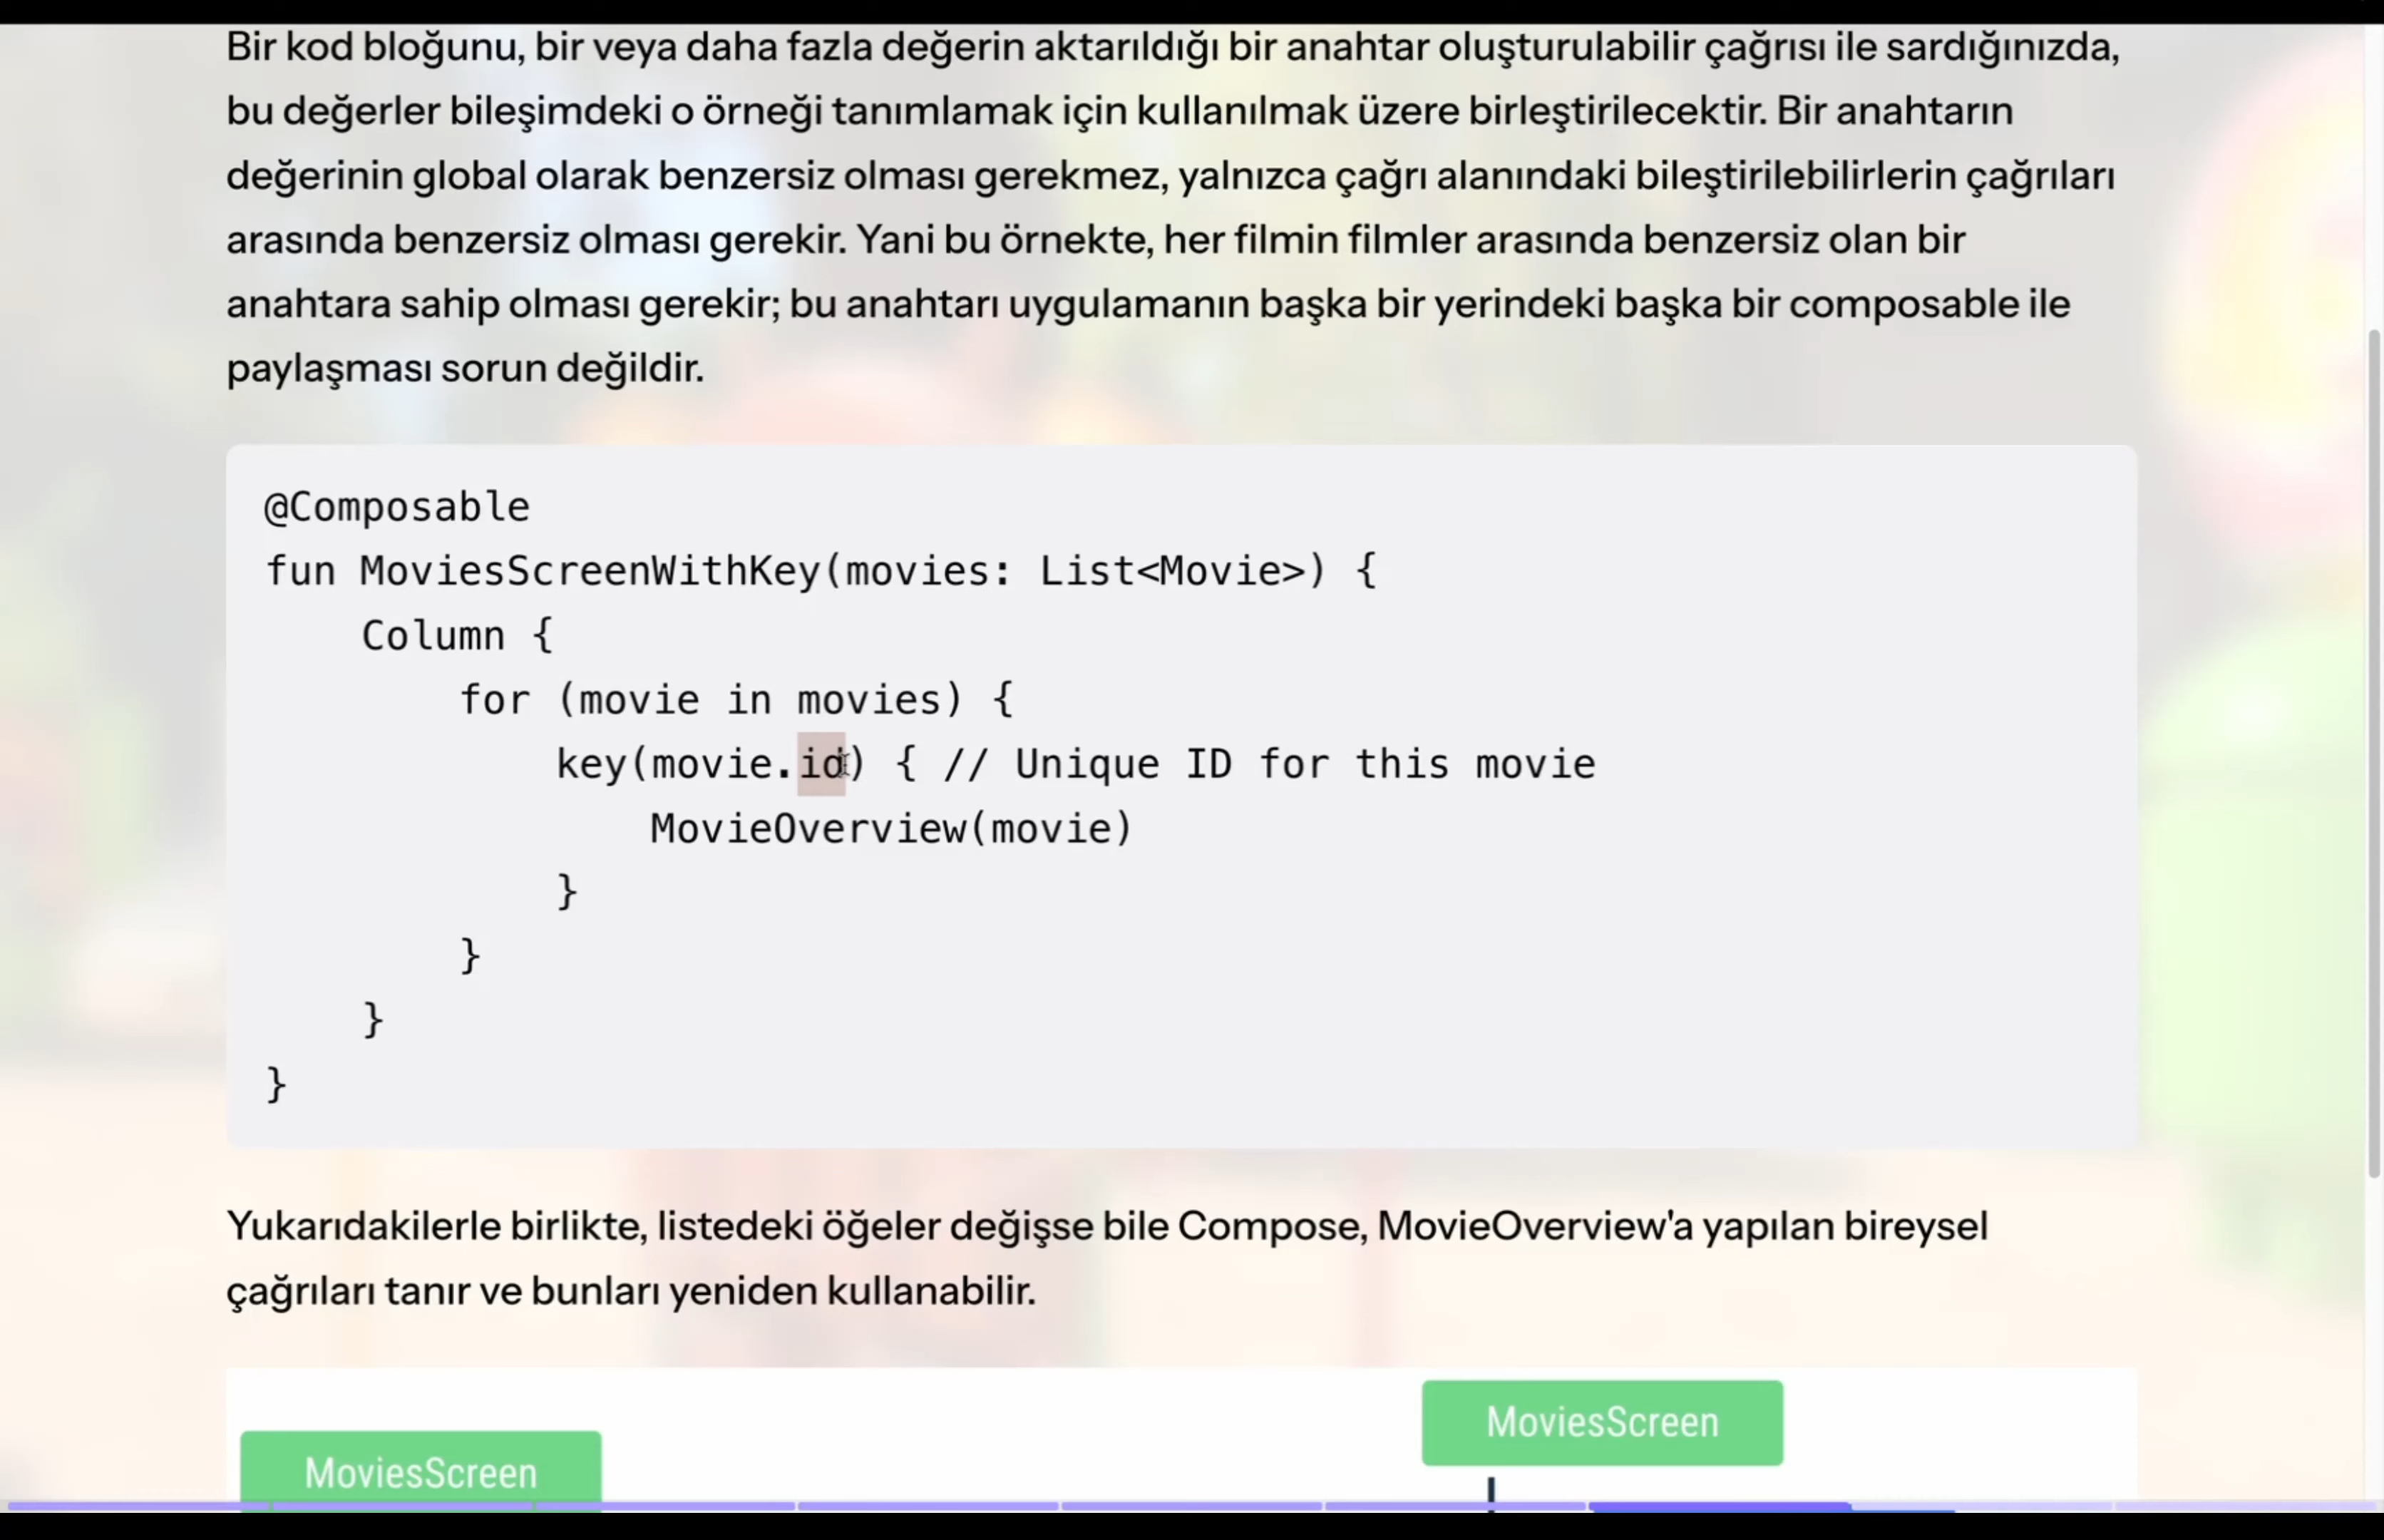 Bir kod bloğunu, bir veya daha fazla değerin aktarıldığı bir anahtar oluşturulabilir çağrısı ile sardığınızda,
bu değerler bileşimdeki o örneği tanımlamak için kullanılmak üzere birleştirilecektir. Bir anahtarın
değerinin global olarak benzersiz olması gerekmez, yalnızca çağrı alanındaki bileştirilebilirlerin çağrıları
arasında benzersiz olması gerekir. Yani bu örnekte, her filmin filmler arasında benzersiz olan bir
anahtara sahip olması gerekir; bu anahtarı uygulamanın başka bir yerindeki başka bir composable ile
paylaşması sorun değildir.
@Composable
fun MoviesScreenWithKey(movies: List<Movie>) {
    Column {
        for (movie in movies) {
            key(movie.id) { // Unique ID for this movie
                MovieOverview(movie)
            }
        }
    }
}
Yukarıdakilerle birlikte, listedeki öğeler değişse bile Compose, MovieOverview'a yapılan bireysel
çağrıları tanır ve bunları yeniden kullanabilir.
MoviesScreen
MoviesScreen